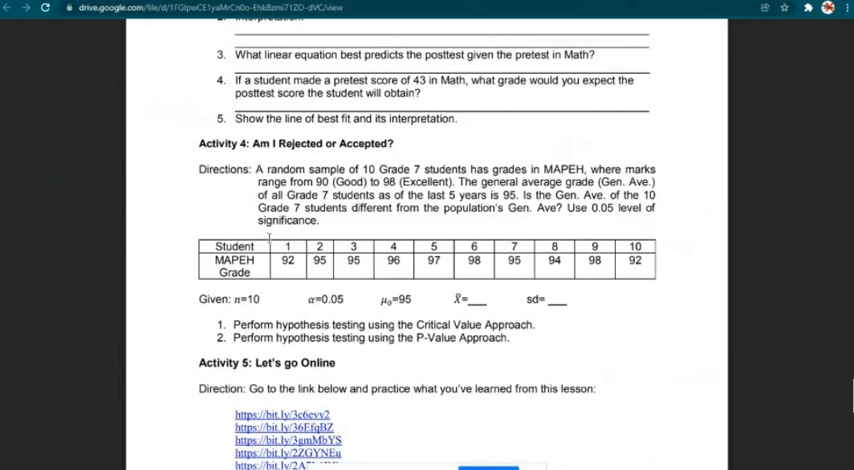 drive.google.com/file/d/1FGIpwCE1yaMrCn0o-EhkBzmi71ZO-dVC/view
3. What linear equation best predicts the posttest given the pretest in Math?
4. If a student made a pretest score of 43 in Math, what grade would you expect the
posttest score the student will obtain?
5. Show the line of best fit and its interpretation.
Activity 4: Am I Rejected or Accepted?
Directions: A random sample of 10 Grade 7 students has grades in MAPEH, where marks
range from 90 (Good) to 98 (Excellent). The general average grade (Gen. Ave.)
of all Grade 7 students as of the last 5 years is 95. Is the Gen. Ave. of the 10
Grade 7 students different from the population's Gen. Ave? Use 0.05 level of
significance.
Student 1 2 3 4 5 6 7 8 9 10
MAPEH 92 95 95 96 97 98 95 94 98 92
Grade
Given: n=10 α=0.05 μ₀=95 X̄=___ sd= ___
1. Perform hypothesis testing using the Critical Value Approach.
2. Perform hypothesis testing using the P-Value Approach.
Activity 5: Let's go Online
Direction: Go to the link below and practice what you've learned from this lesson:
https://bit.ly/3c6evv2
https://bit.ly/36EfqBZ
https://bit.ly/3gmMbYS
https://bit.ly/2ZGYNEu